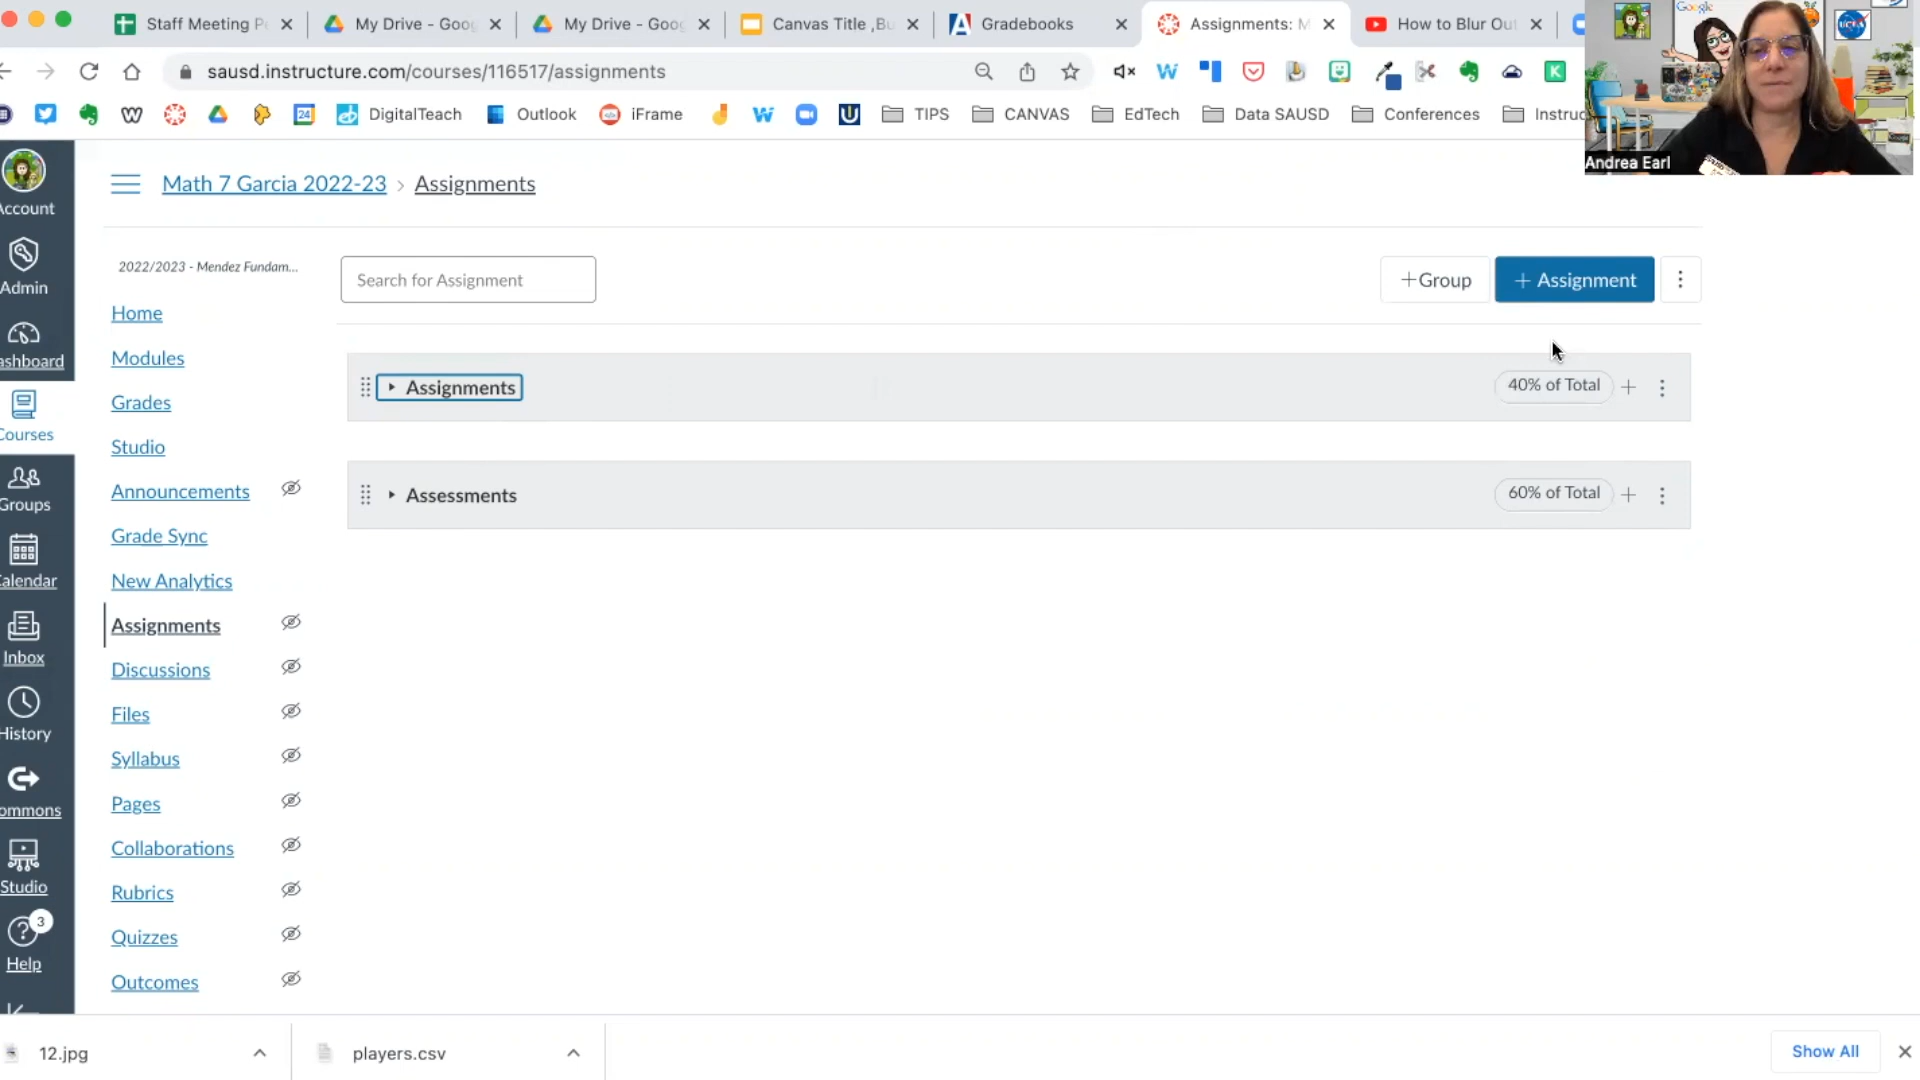 Staff Meeting Pe
My Drive - Goog
My Drive - Goog
Canvas Title ,Bu
Gradebooks
Assignments: M
How to Blur Out
sausd.instructure.com/courses/116517/assignments
DigitalTeach
Outlook
iFrame
TIPS
CANVAS
EdTech
Data SAUSD
Conferences
Instruc
Google
UCLA
Andrea Earl
Account
Admin
ashboard
Courses
Groups
Calendar
Inbox
History
ommons
Studio
3
Help
Math 7 Garcia 2022-23 › Assignments
2022/2023 - Mendez Fundam...
Home
Modules
Grades
Studio
Announcements
Grade Sync
New Analytics
Assignments
Discussions
Files
Syllabus
Pages
Collaborations
Rubrics
Quizzes
Outcomes
Search for Assignment
+Group
+ Assignment
Assignments
40% of Total
Assessments
60% of Total
12.jpg
players.csv
Show All